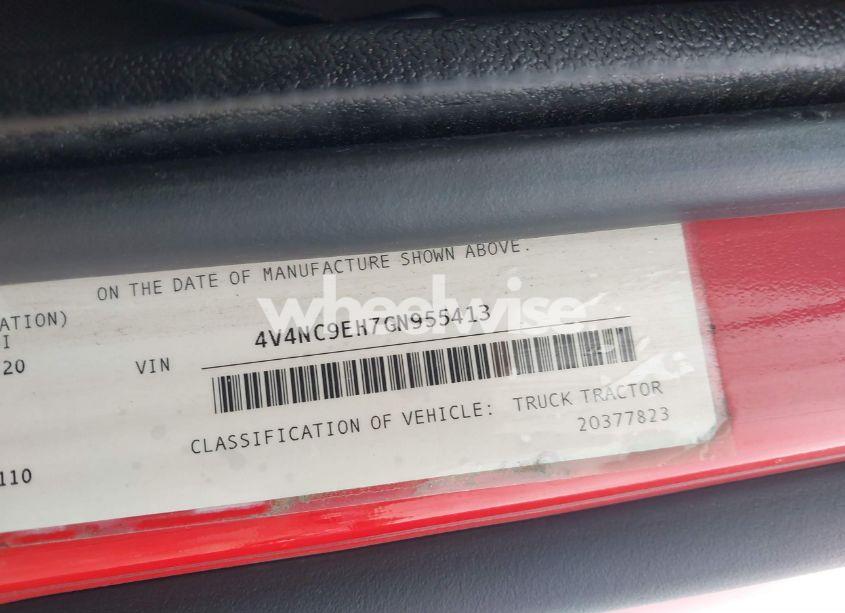 ON THE DATE OF MANUFACTURE SHOWN ABOVE.
ATION)
I
20
VIN 4V4NC9EH7GN955413
wheelwise
CLASSIFICATION OF VEHICLE: TRUCK TRACTOR
20377823
110